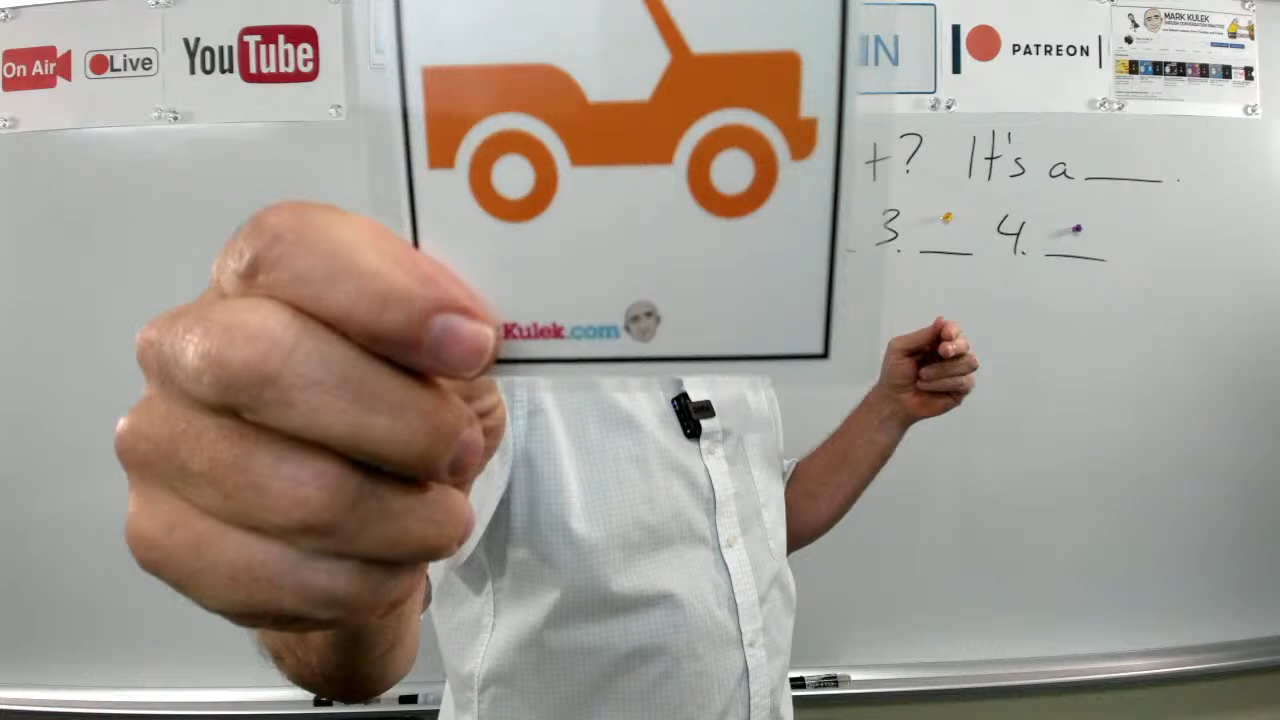 On Air
Live
YouTube
IN
PATREON
MARK KULEK
t? It's a ___.
3. ___ 4. ___
Kulek.com